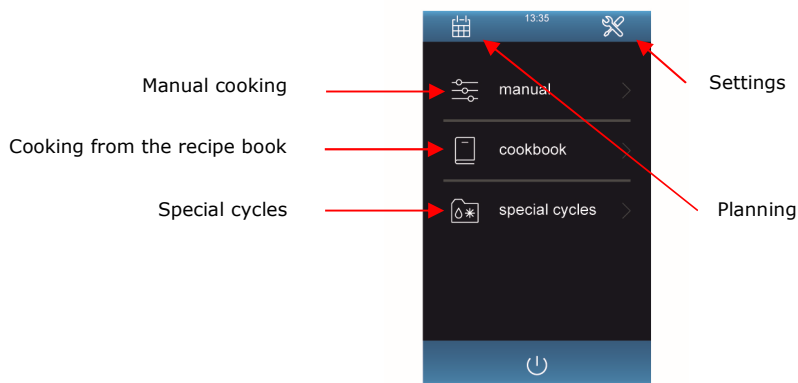 13:35
Manual cooking
manual
Settings
Cooking from the recipe book
cookbook
Special cycles
special cycles
Planning